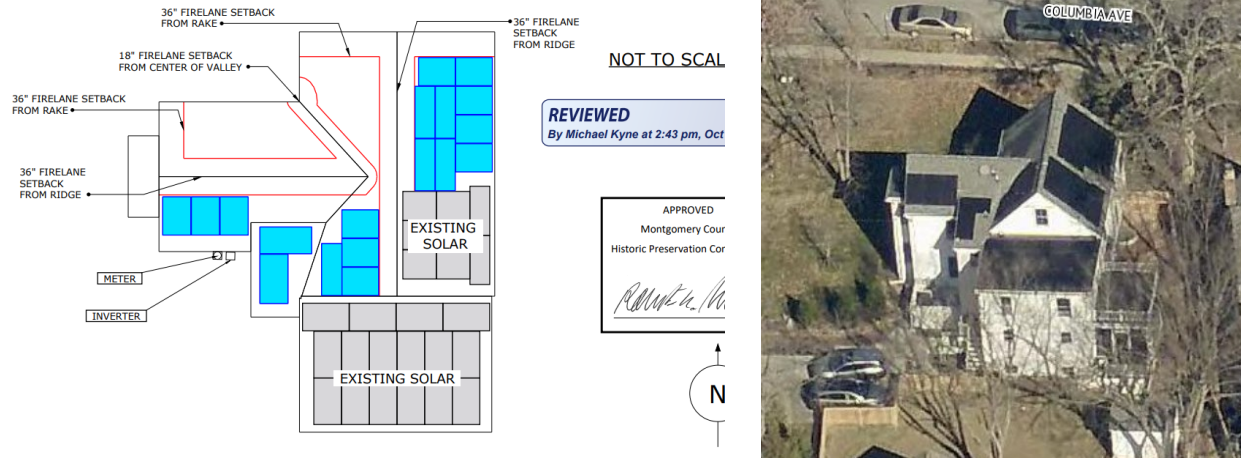 36" FIRELANE SETBACK
FROM RAKE
18" FIRELANE SETBACK
FROM CENTER OF VALLEY
36" FIRELANE SETBACK
FROM RAKE
36" FIRELANE
SETBACK
FROM RIDGE
36" FIRELANE
SETBACK
FROM RIDGE
METER
INVERTER
EXISTING
SOLAR
EXISTING SOLAR
NOT TO SCAL
REVIEWED
By Michael Kyne at 2:43 pm, Oct
APPROVED
Montgomery Coun
Historic Preservation Con
N
COLUMBIA AVE